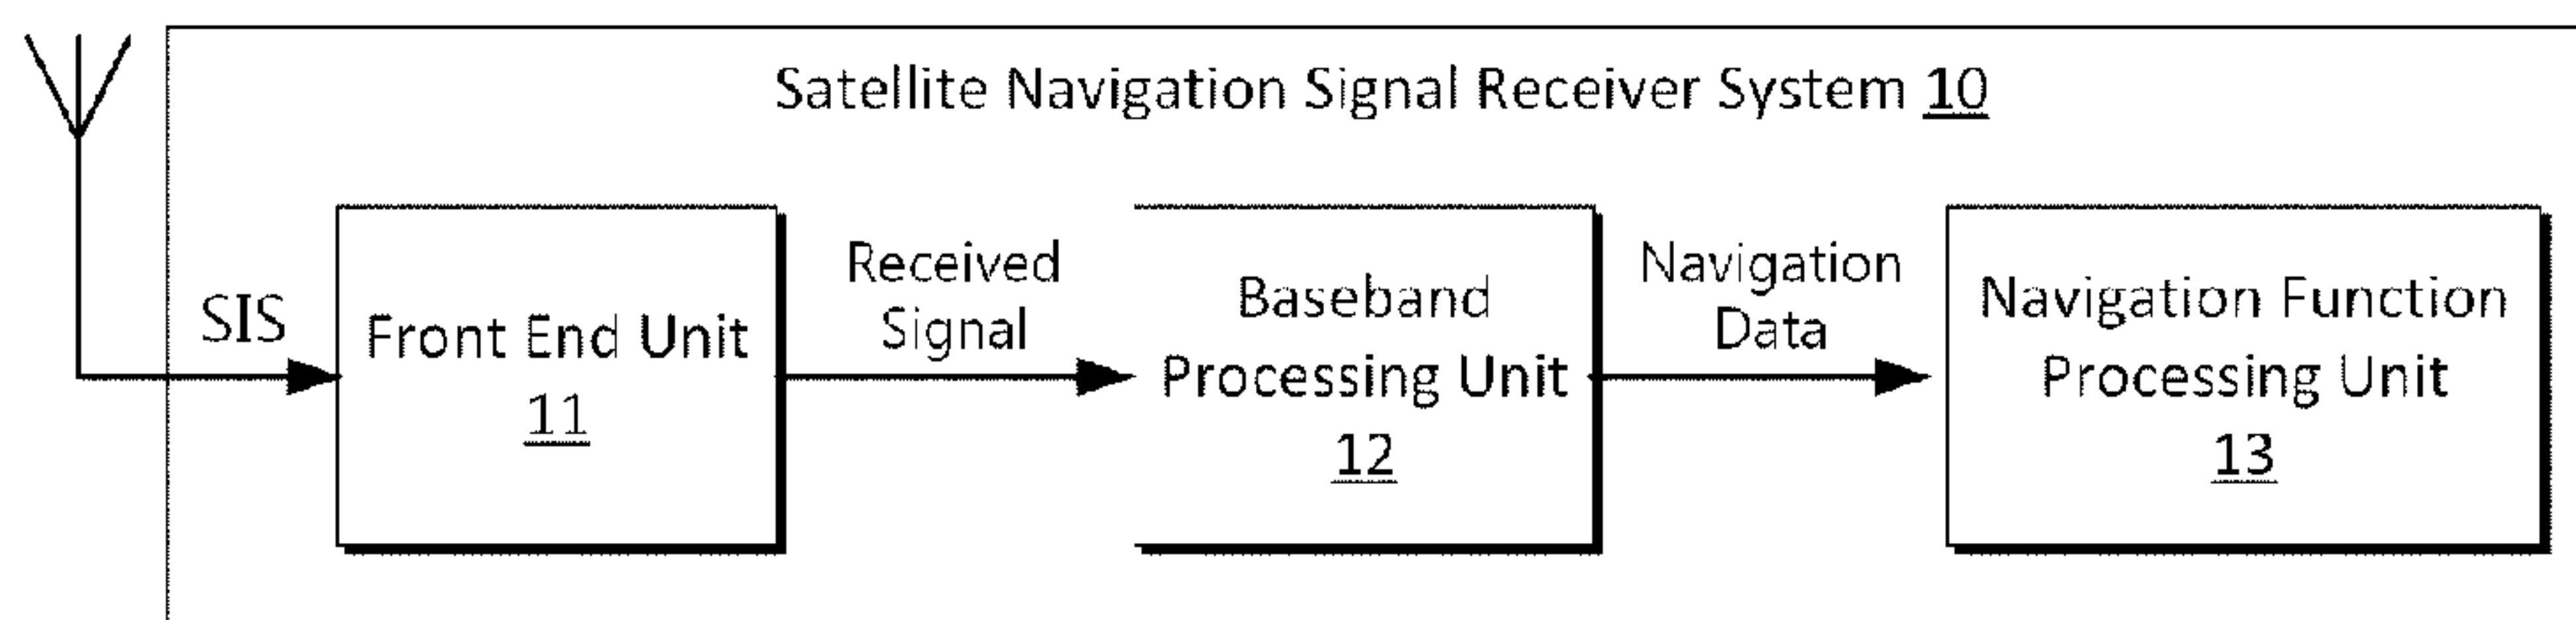 Satellite Navigation Signal Receiver System 10
SIS
Front End Unit
11
Received
Signal
Baseband
Processing Unit
12
Navigation
Data
Navigation Function
Processing Unit
13